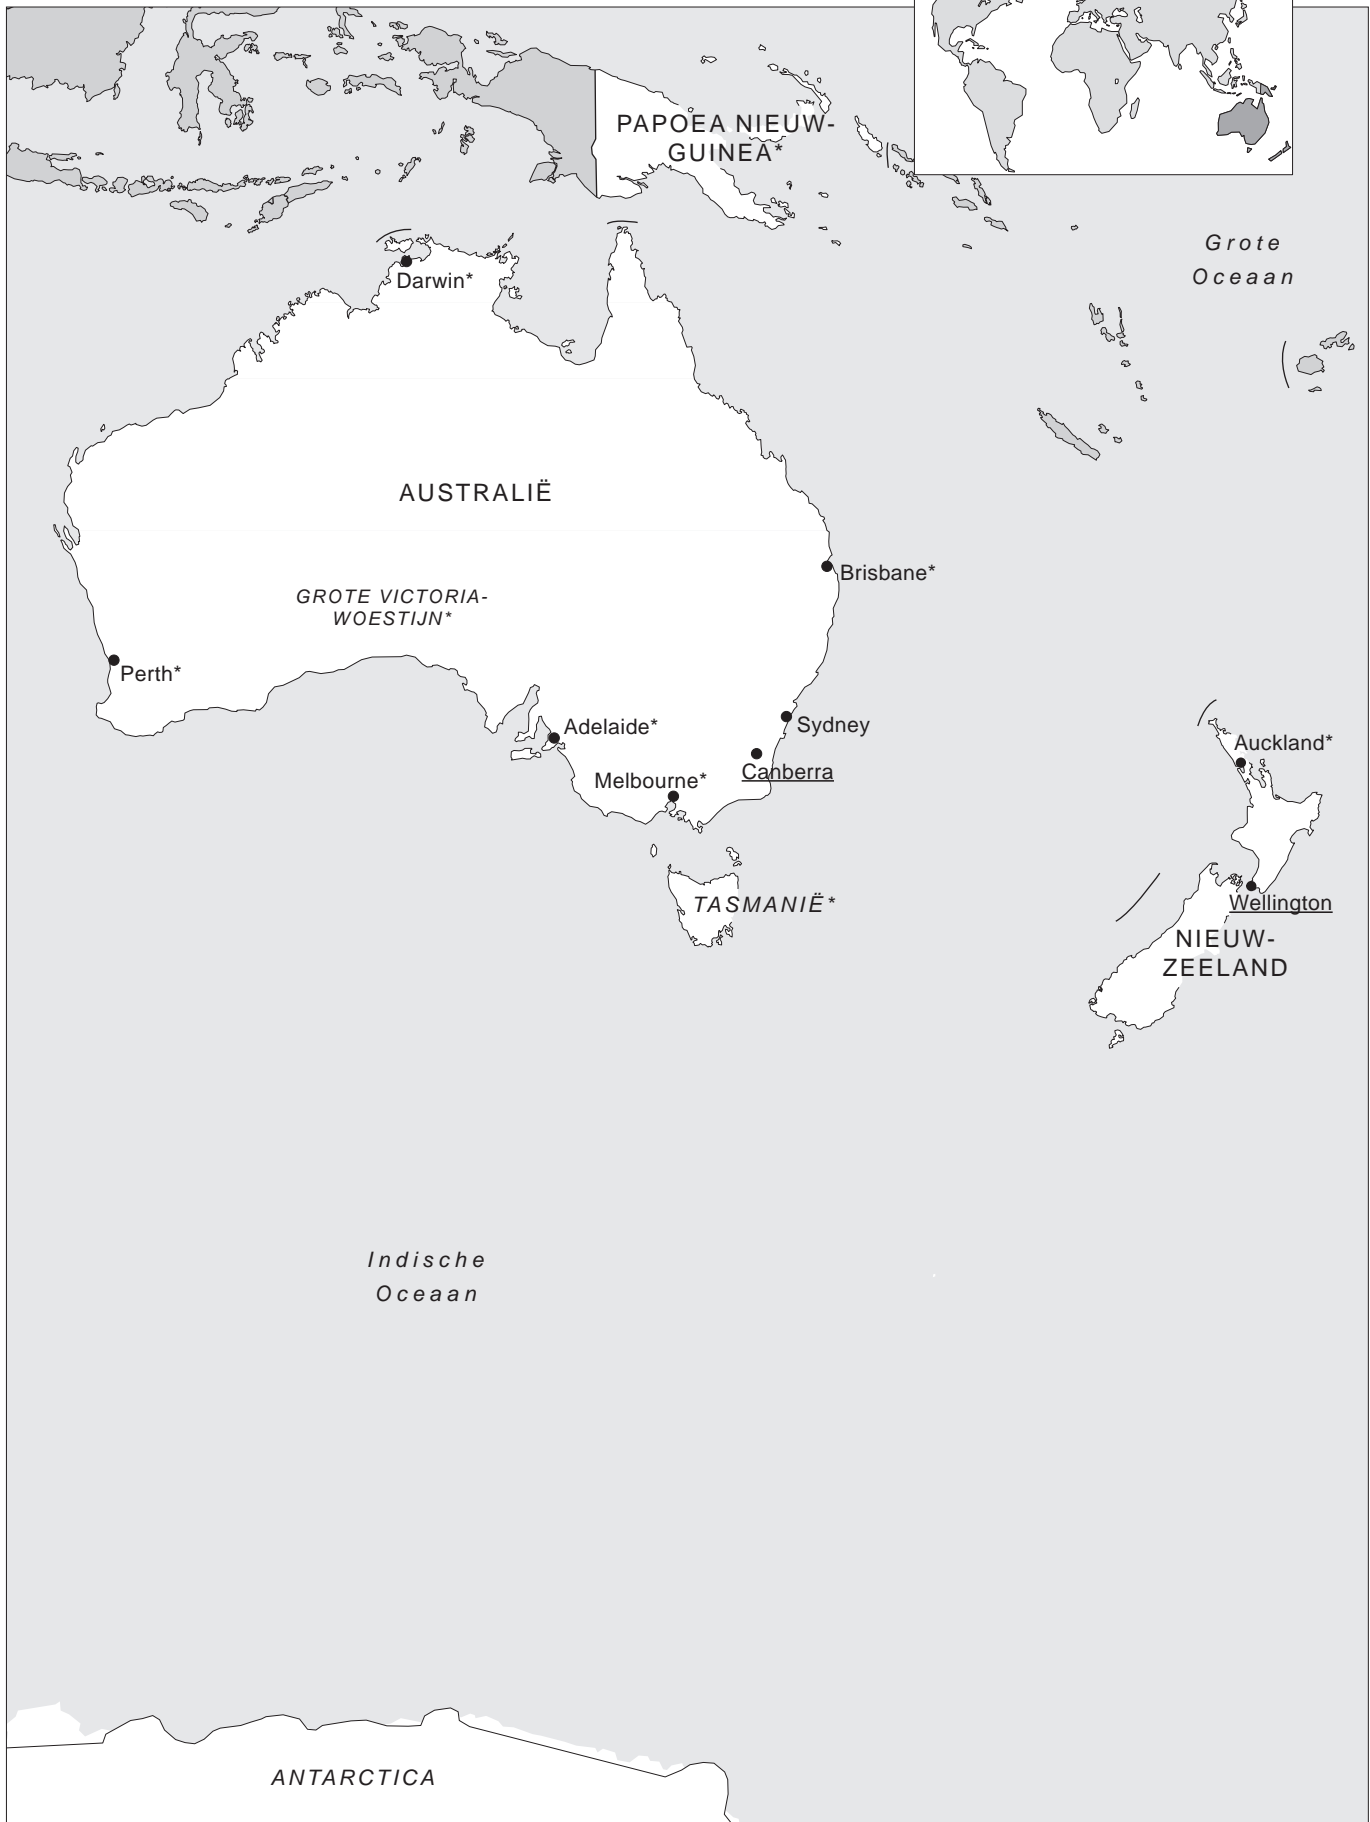 PAPOEA NIEUW-
GUINEA*
Grote
Oceaan
Darwin*
AUSTRALIË
Brisbane*
GROTE VICTORIA-
WOESTIJN*
Perth*
Adelaide*
Sydney
Auckland*
Canberra
Melbourne*
TASMANIË*
Wellington
NIEUW-
ZEELAND
Indische
Oceaan
ANTARCTICA